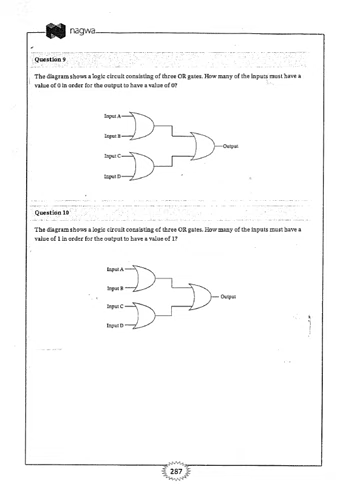 nagwa
Question 9
The diagram shows a logic circuit consisting of three OR gates. How many of the inputs must have a
value of 0 in order for the output to have a value of 0?
Input A
Input B
Output
Input C
Input D
Question 10
The diagram shows a logic circuit consisting of three OR gates. How many of the inputs must have a
value of 1 in order for the output to have a value of 1?
Input A
Input B
Output
Input C
Input D
287